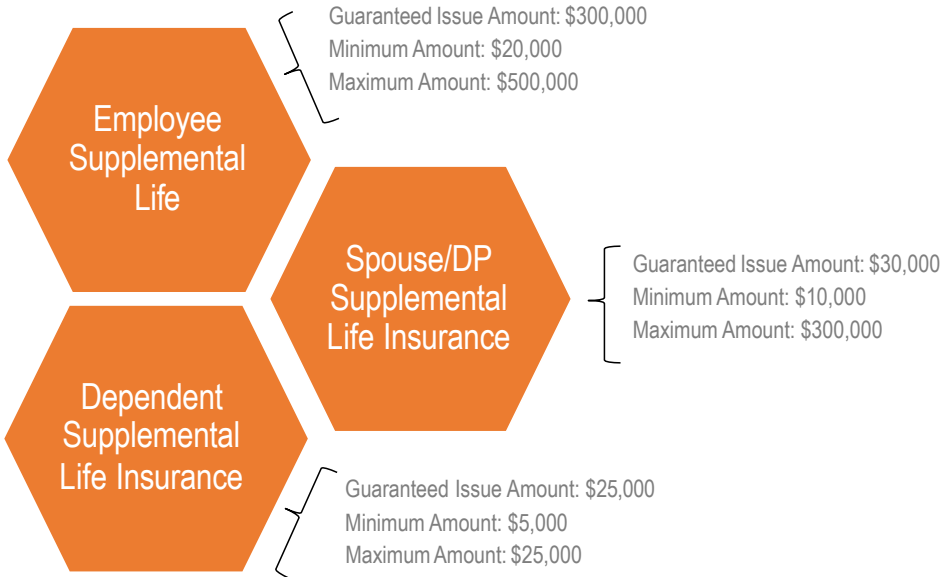 Employee
Supplemental
Life
Guaranteed Issue Amount: $300,000
Minimum Amount: $20,000
Maximum Amount: $500,000
Spouse/DP
Supplemental
Life Insurance
Guaranteed Issue Amount: $30,000
Minimum Amount: $10,000
Maximum Amount: $300,000
Dependent
Supplemental
Life Insurance
Guaranteed Issue Amount: $25,000
Minimum Amount: $5,000
Maximum Amount: $25,000